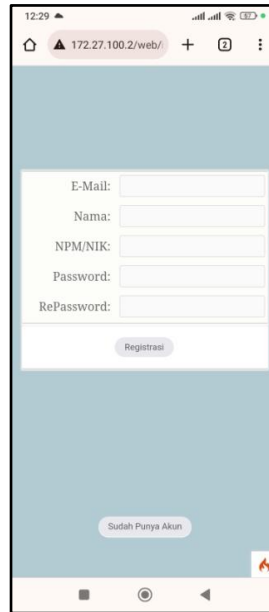 12:29
172.27.100.2/web/
2
E-Mail:
Nama:
NPM/NIK:
Password:
RePassword:
Registrasi
Sudah Punya Akun